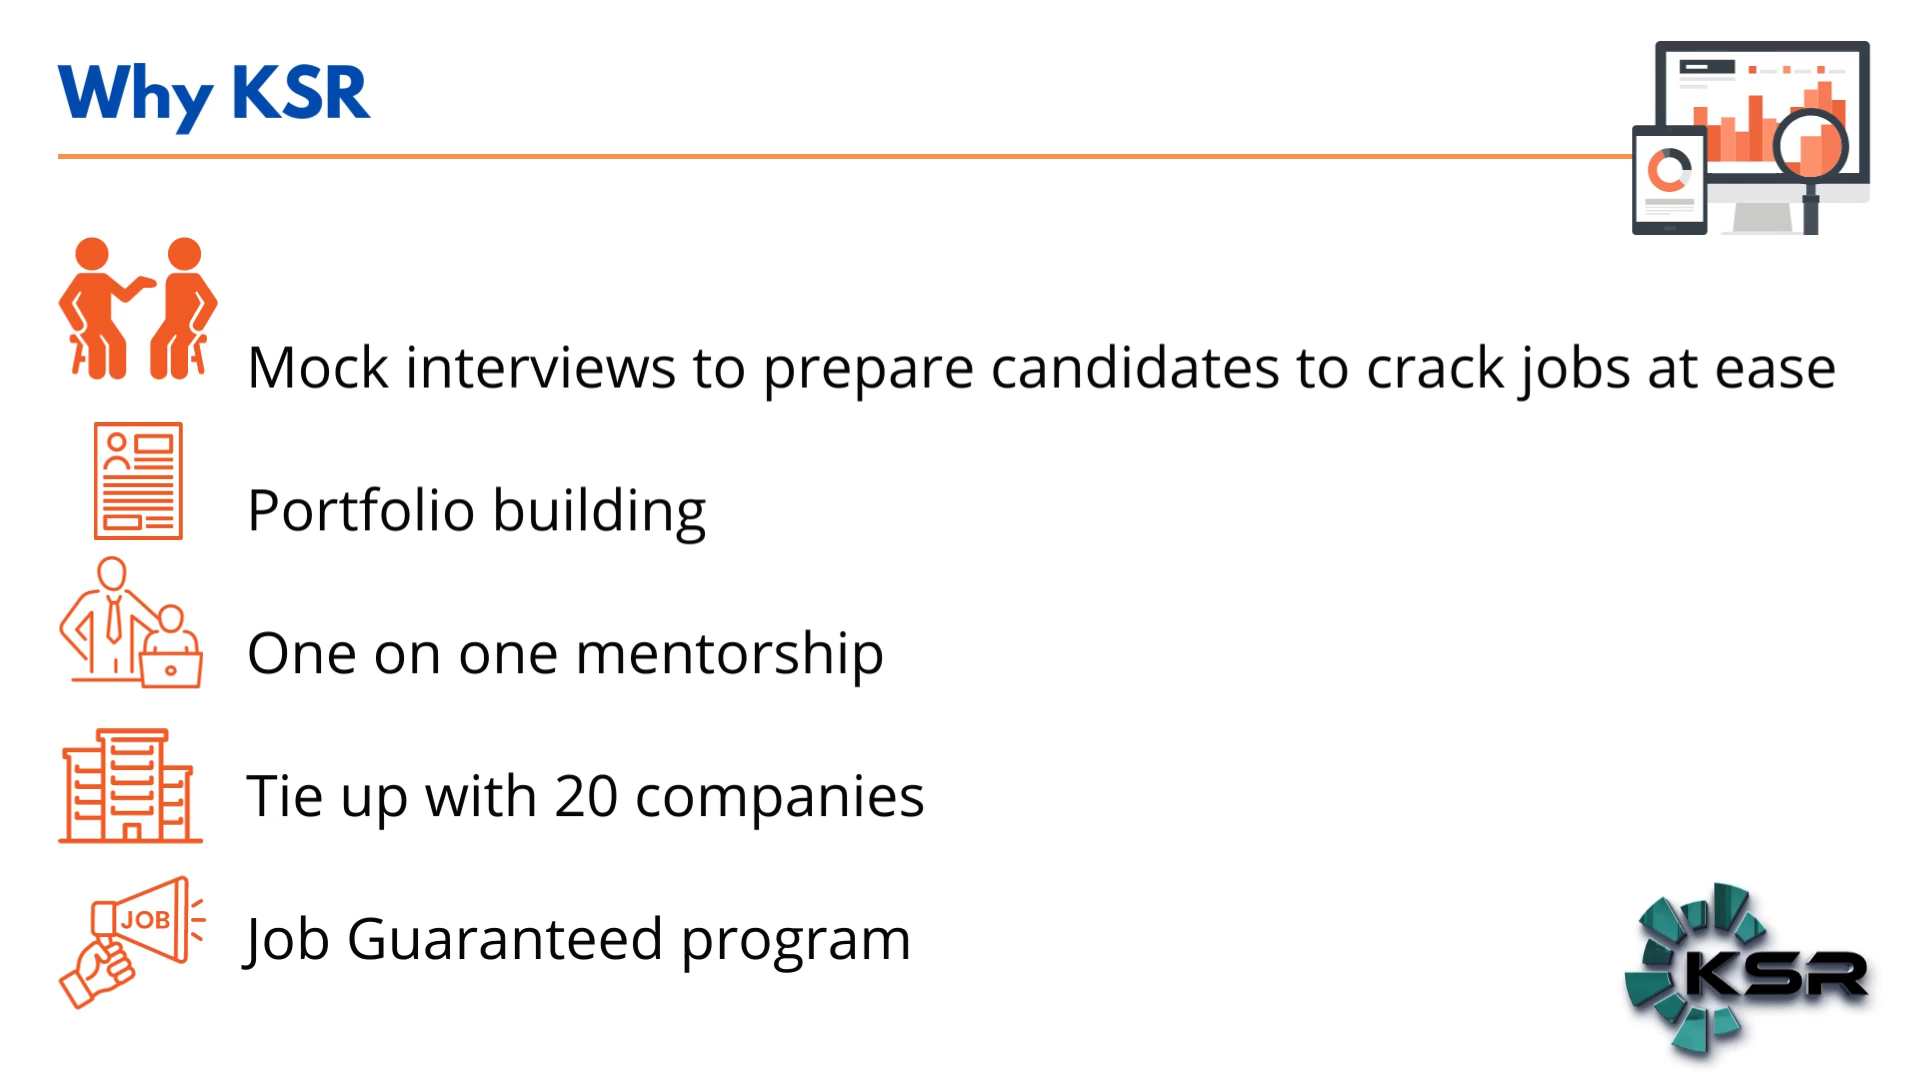 Why KSR
Mock interviews to prepare candidates to crack jobs at ease
Portfolio building
One on one mentorship
Tie up with 20 companies
JOB
Job Guaranteed program
KSR